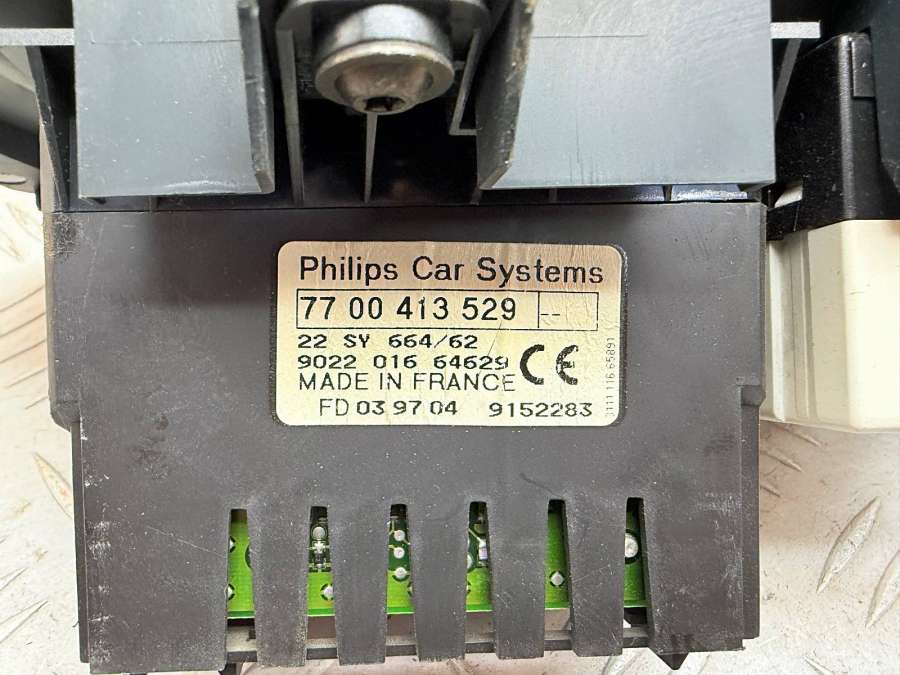 Philips Car Systems
77 00 413 529 --
22 SY 664/62
9022 016 64629 CE
MADE IN FRANCE
FD 03 97 04 9152283
3111 116 65891